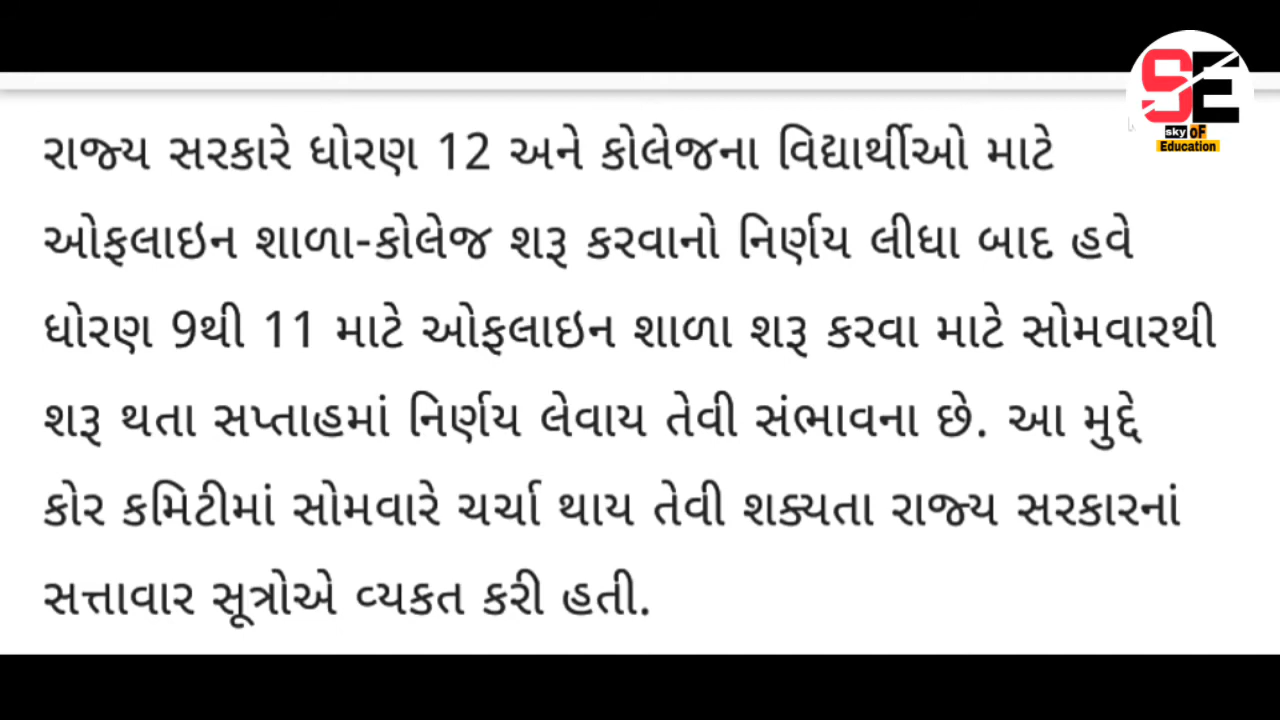 SE
sky OF
Education
રાજ્ય સરકારે ધોરણ 12 અને કોલેજના વિદ્યાર્થીઓ માટે
ઓફલાઇન શાળા-કોલેજ શરૂ કરવાનો નિર્ણય લીધા બાદ હવે
ધોરણ 9થી 11 માટે ઓફલાઇન શાળા શરૂ કરવા માટે સોમવારથી
શરૂ થતા સપ્તાહમાં નિર્ણય લેવાય તેવી સંભાવના છે. આ મુદ્દે
કોર કમિટીમાં સોમવારે ચર્ચા થાય તેવી શક્યતા રાજ્ય સરકારનાં
સત્તાવાર સૂત્રોએ વ્યકત કરી હતી.